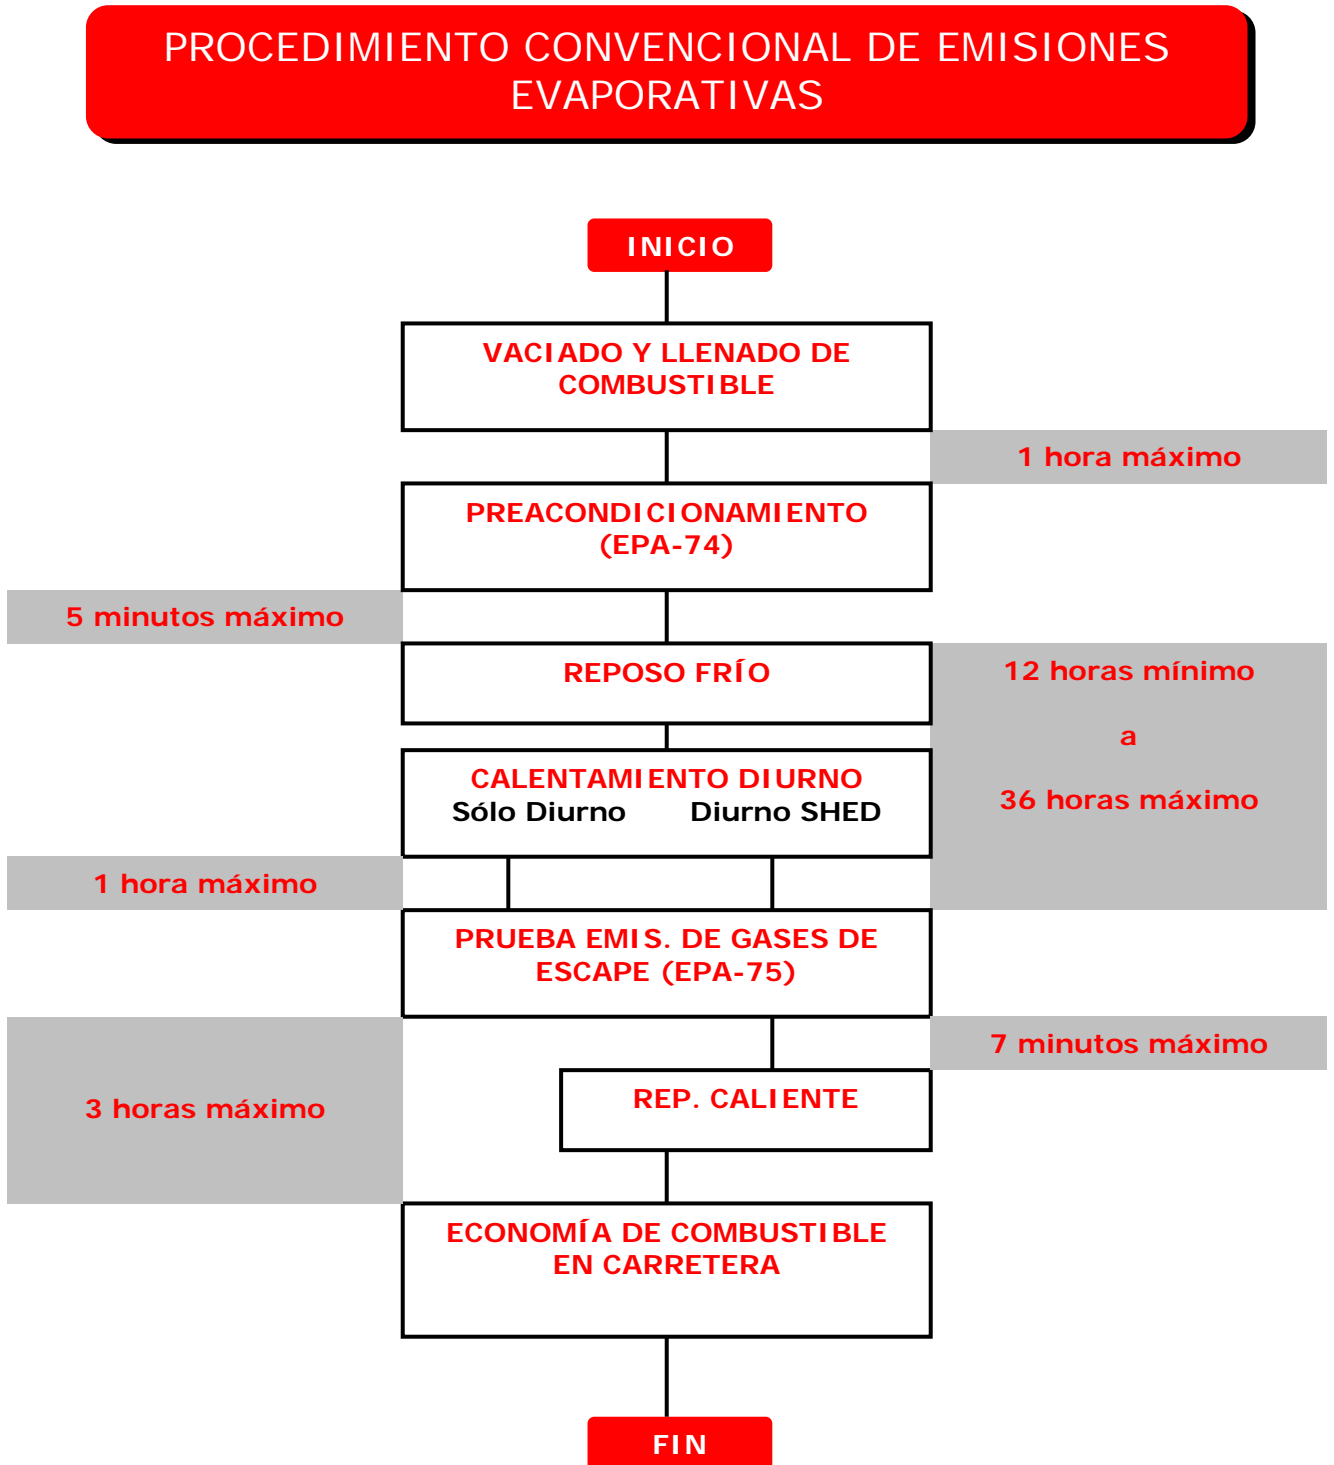 PROCEDIMIENTO CONVENCIONAL DE EMISIONES
EVAPORATIVAS
INICIO
VACIADO Y LLENADO DE
COMBUSTIBLE
1 hora máximo
PREACONDICIONAMIENTO
(EPA-74)
5 minutos máximo
REPOSO FRÍO
12 horas mínimo
a
36 horas máximo
CALENTAMIENTO DIURNO
Sólo Diurno Diurno SHED
1 hora máximo
PRUEBA EMIS. DE GASES DE
ESCAPE (EPA-75)
7 minutos máximo
3 horas máximo
REP. CALIENTE
ECONOMÍA DE COMBUSTIBLE
EN CARRETERA
FIN